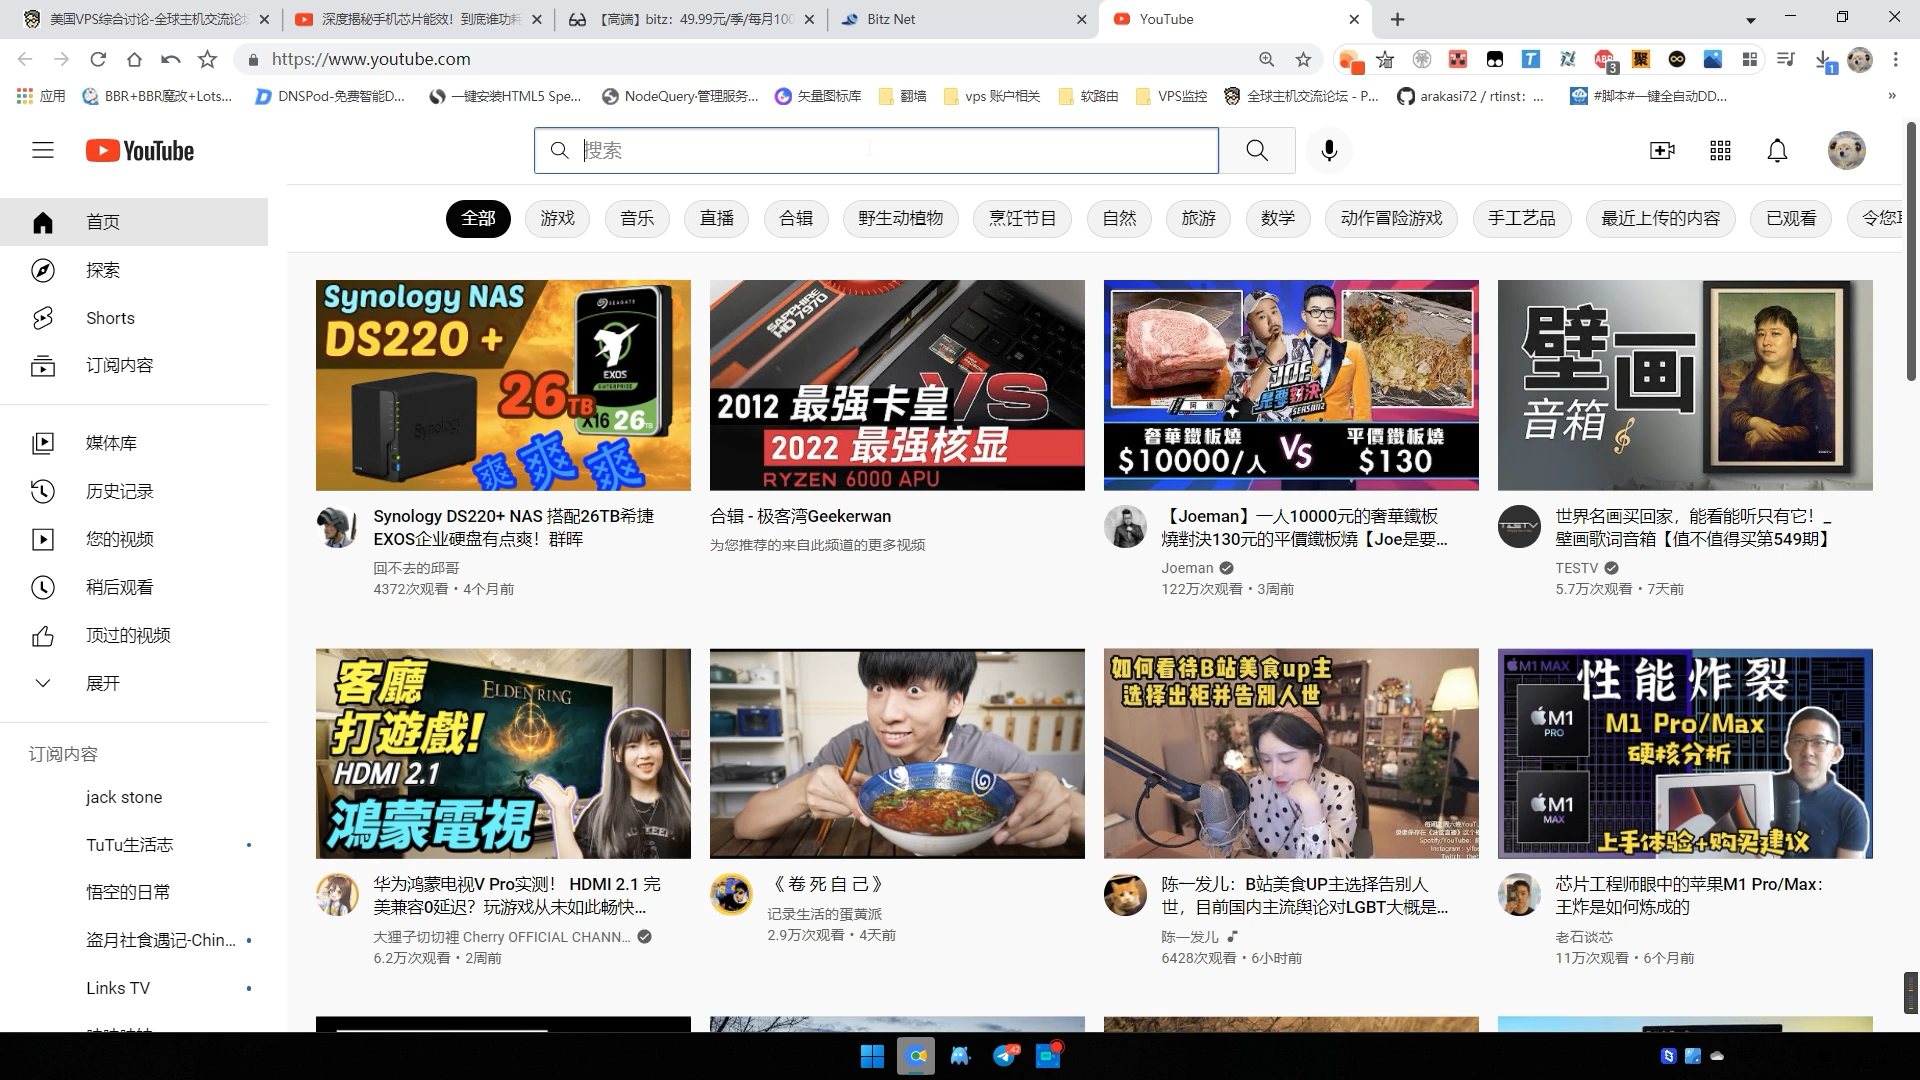 美国VPS综合讨论-全球主机交流论坛
深度揭秘手机芯片能效！到底谁功耗
【高端】bitz：49.99元/季/每月100
Bitz Net
YouTube
https://www.youtube.com
3
1
应用
BBR+BBR魔改+Lots...
DNSPod-免费智能D...
一键安装HTML5 Spe...
NodeQuery·管理服务...
矢量图标库
翻墙
vps 账户相关
软路由
VPS监控
全球主机交流论坛 - P...
arakasi72 / rtinst: ...
#脚本#一键全自动DD...
»
YouTube
搜索
首页
探索
Shorts
订阅内容
媒体库
历史记录
您的视频
稍后观看
顶过的视频
展开
订阅内容
jack stone
TuTu生活志
悟空的日常
盗月社食遇记-Chin...
Links TV
全部
游戏
音乐
直播
合辑
野生动植物
烹饪节目
自然
旅游
数学
动作冒险游戏
手工艺品
最近上传的内容
已观看
Synology NAS
DS220 +
SEAGATE
EXOS
ENTERPRISE
26TB
X16 26TB
Synology
爽 爽 爽
Synology DS220+ NAS 搭配26TB希捷
EXOS企业硬盘有点爽！群晖
回不去的邱哥
4372次观看・4个月前
SAPPHIRE
HD 7970
2012 最强卡皇
VS
2022 最强核显
RYZEN 6000 APU
合辑 - 极客湾Geekerwan
为您推荐的来自此频道的更多视频
JOE
是要對決
SEASON2
阿達
奢華鐵板燒
$10000/人
VS
平價鐵板燒
$130
【Joeman】一人10000元的奢華鐵板
燒對決130元的平價鐵板燒【Joe是要...
Joeman
122万次观看・3周前
壁画
音箱
TESTV
世界名画买回家，能看能听只有它！_
壁画歌词音箱【值不值得买第549期】
TESTV
5.7万次观看・7天前
客廳
打遊戲!
HDMI 2.1
鴻蒙電視
ELDEN RING
华为鸿蒙电视V Pro实测！ HDMI 2.1 完
美兼容0延迟？玩游戏从未如此畅快...
大狸子切切裡 Cherry OFFICIAL CHANN...
6.2万次观看・2周前
《 卷 死 自 己 》
记录生活的蛋黄派
2.9万次观看・4天前
如何看待B站美食up主
选择出柜并告别人世
陈一发儿：B站美食UP主选择告别人
世，目前国内主流舆论对LGBT大概是...
陈一发儿
6428次观看・6小时前
M1 MAX
性能炸裂
M1
PRO
M1 Pro/Max
硬核分析
M1
MAX
上手体验+购买建议
芯片工程师眼中的苹果M1 Pro/Max：
王炸是如何炼成的
老石谈芯
11万次观看・6个月前
42